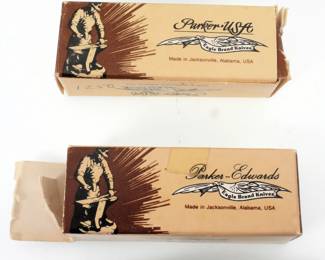 Parker-USA
Eagle Brand Knives
Made in Jacksonville, Alabama, USA
Parker-Edwards
Eagle Brand Knives
Made in Jacksonville, Alabama, USA